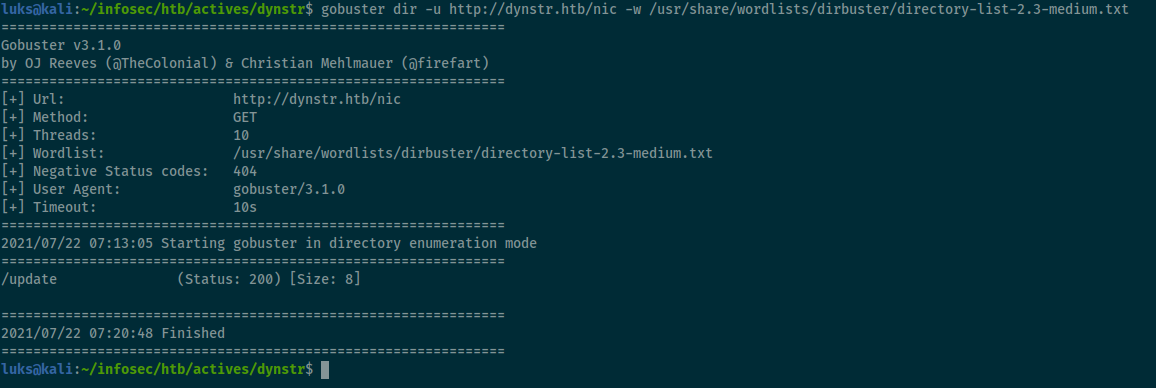 luks@kali:~/infosec/htb/actives/dynstr$ gobuster dir -u http://dynstr.htb/nic -w /usr/share/wordlists/dirbuster/directory-list-2.3-medium.txt
===============================================================
Gobuster v3.1.0
by OJ Reeves (@TheColonial) & Christian Mehlmauer (@firefart)
===============================================================
[+] Url:                     http://dynstr.htb/nic
[+] Method:                  GET
[+] Threads:                 10
[+] Wordlist:                /usr/share/wordlists/dirbuster/directory-list-2.3-medium.txt
[+] Negative Status codes:   404
[+] User Agent:              gobuster/3.1.0
[+] Timeout:                 10s
===============================================================
2021/07/22 07:13:05 Starting gobuster in directory enumeration mode
===============================================================
/update               (Status: 200) [Size: 8]

===============================================================
2021/07/22 07:20:48 Finished
===============================================================
luks@kali:~/infosec/htb/actives/dynstr$